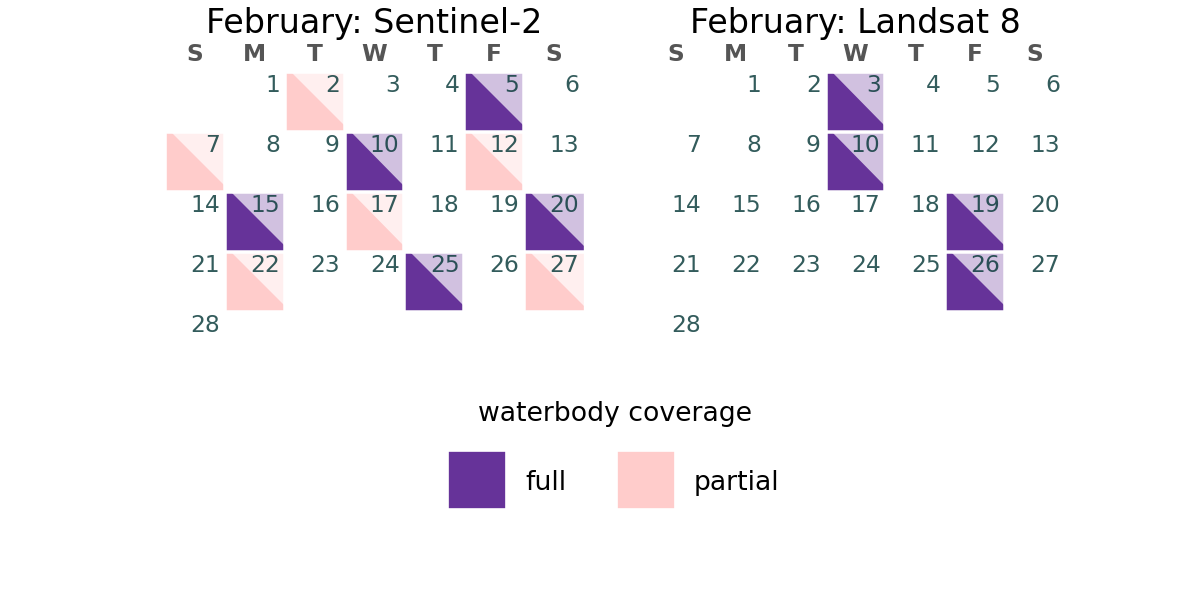 February: Sentinel-2
S M T W T F S
1 2 3 4 5 6
7 8 9 10 11 12 13
14 15 16 17 18 19 20
21 22 23 24 25 26 27
28
February: Landsat 8
S M T W T F S
1 2 3 4 5 6
7 8 9 10 11 12 13
14 15 16 17 18 19 20
21 22 23 24 25 26 27
28
waterbody coverage
full partial